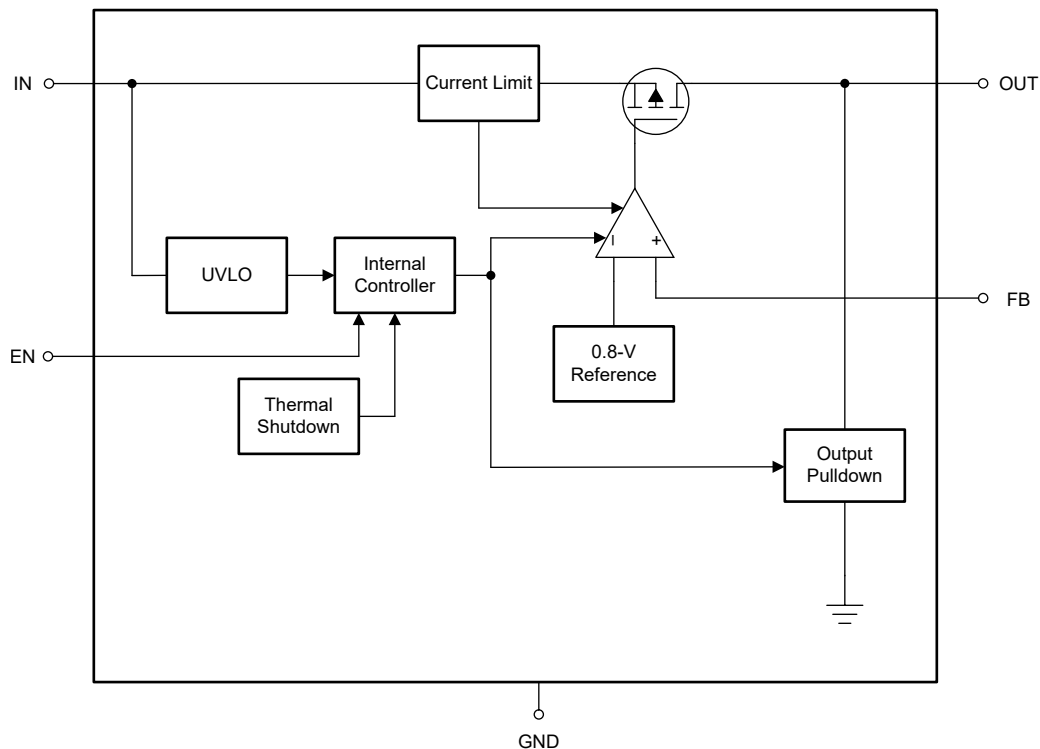 IN
Current Limit
OUT
UVLO
Internal
Controller
– +
FB
EN
0.8-V
Reference
Thermal
Shutdown
Output
Pulldown
GND